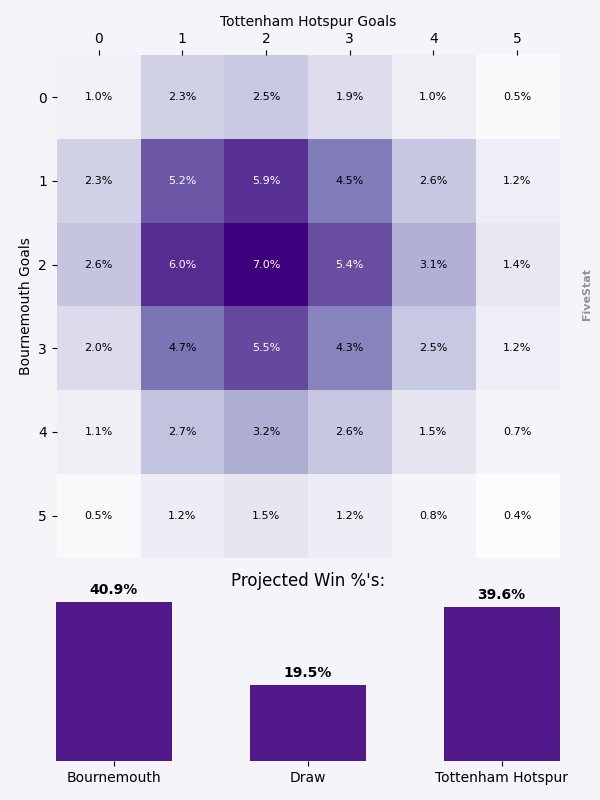 Tottenham Hotspur Goals
0 1 2 3 4 5
0 1.0% 2.3% 2.5% 1.9% 1.0% 0.5%
1 2.3% 5.2% 5.9% 4.5% 2.6% 1.2%
2 2.6% 6.0% 7.0% 5.4% 3.1% 1.4%
3 2.0% 4.7% 5.5% 4.3% 2.5% 1.2%
4 1.1% 2.7% 3.2% 2.6% 1.5% 0.7%
5 0.5% 1.2% 1.5% 1.2% 0.8% 0.4%
Bournemouth Goals
FiveStat
Projected Win %'s:
40.9% 19.5% 39.6%
Bournemouth Draw Tottenham Hotspur